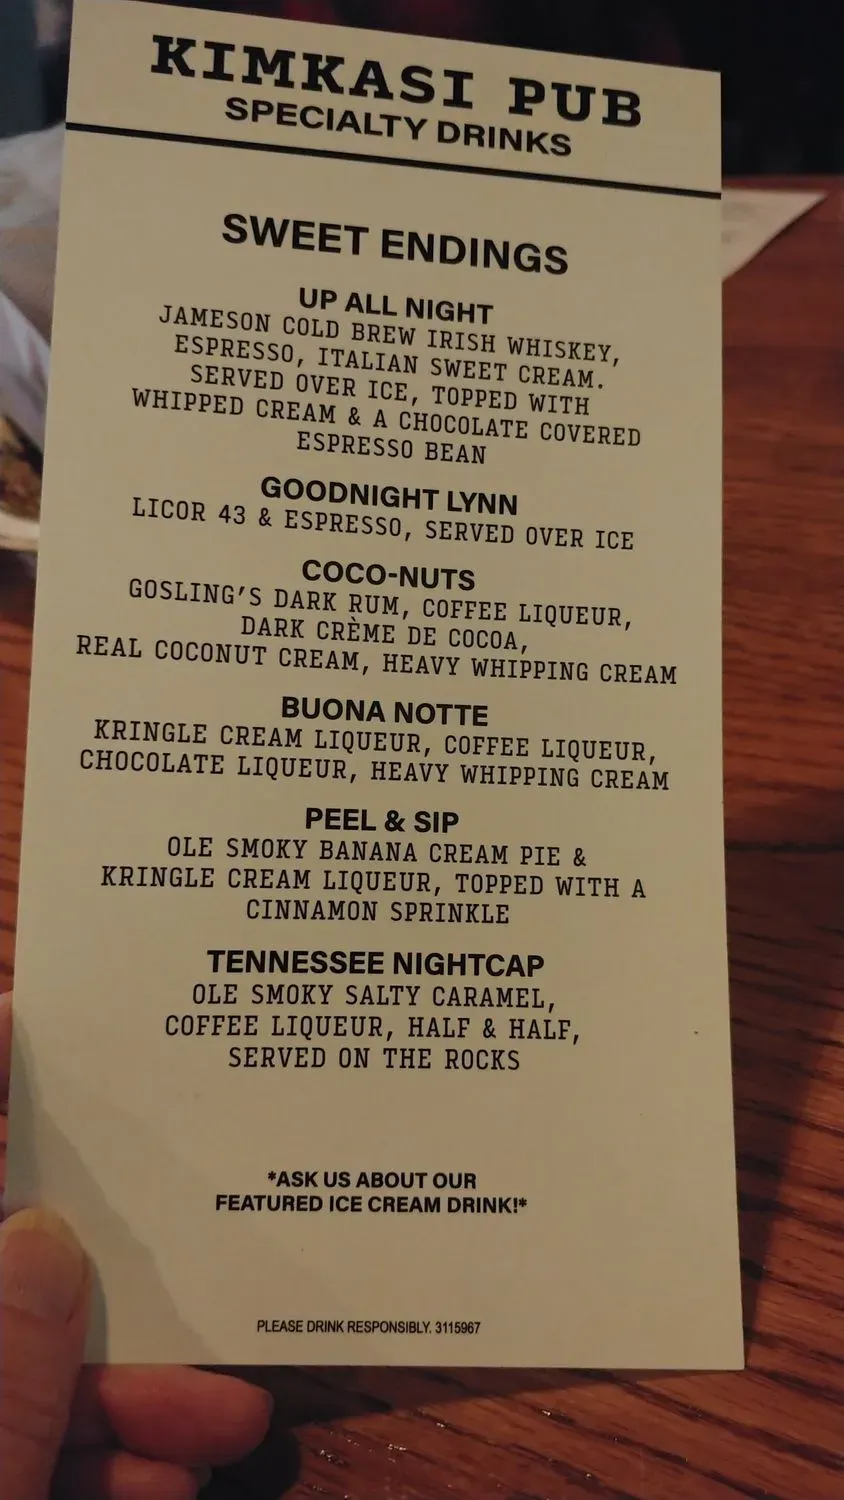 KIMKASI PUB
SPECIALTY DRINKS
SWEET ENDINGS
UP ALL NIGHT
JAMESON COLD BREW IRISH WHISKEY,
ESPRESSO, ITALIAN SWEET CREAM.
SERVED OVER ICE, TOPPED WITH
WHIPPED CREAM & A CHOCOLATE COVERED
ESPRESSO BEAN
GOODNIGHT LYNN
LICOR 43 & ESPRESSO, SERVED OVER ICE
COCO-NUTS
GOSLING'S DARK RUM, COFFEE LIQUEUR,
DARK CRÈME DE COCOA,
REAL COCONUT CREAM, HEAVY WHIPPING CREAM
BUONA NOTTE
KRINGLE CREAM LIQUEUR, COFFEE LIQUEUR,
CHOCOLATE LIQUEUR, HEAVY WHIPPING CREAM
PEEL & SIP
OLE SMOKY BANANA CREAM PIE &
KRINGLE CREAM LIQUEUR, TOPPED WITH A
CINNAMON SPRINKLE
TENNESSEE NIGHTCAP
OLE SMOKY SALTY CARAMEL,
COFFEE LIQUEUR, HALF & HALF,
SERVED ON THE ROCKS
*ASK US ABOUT OUR
FEATURED ICE CREAM DRINK!*
PLEASE DRINK RESPONSIBLY. 3115967